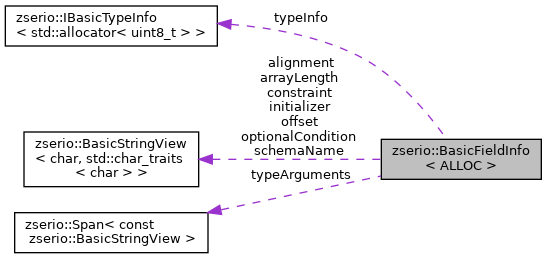 zserio::IBasicTypeInfo
< std::allocator< uint8_t > >
typeInfo
alignment
arrayLength
constraint
initializer
offset
optionalCondition
schemaName
zserio::BasicStringView
< char, std::char_traits
< char > >
zserio::BasicFieldInfo
< ALLOC >
typeArguments
zserio::Span< const
zserio::BasicStringView >